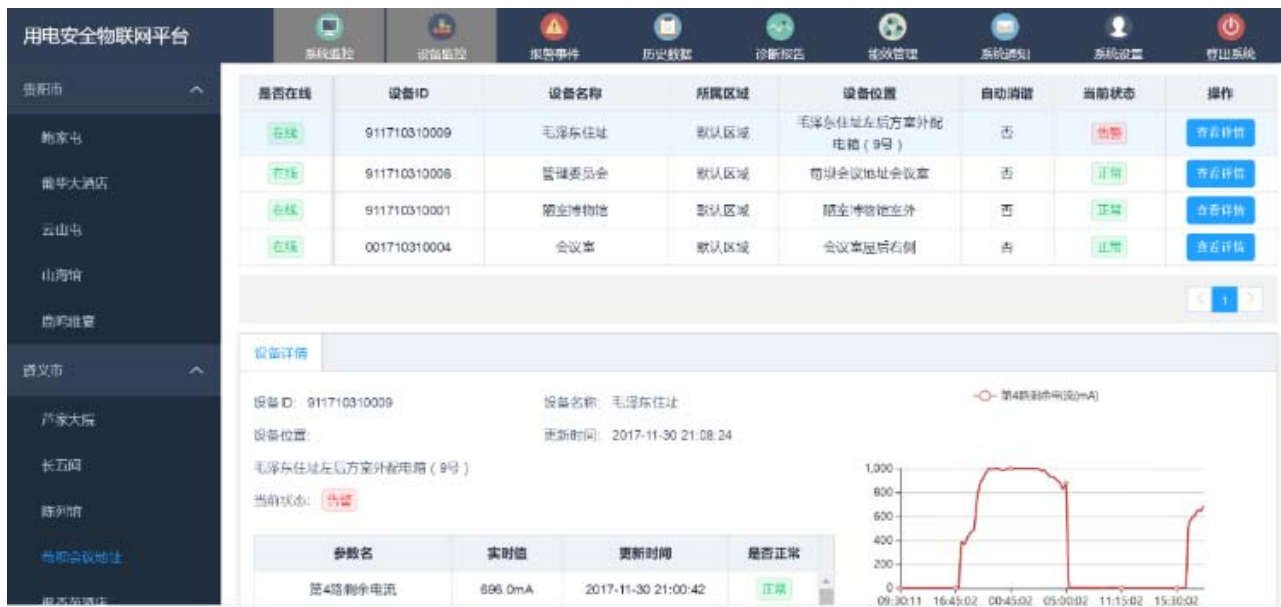 用电安全物联网平台
系统监控 设备监控 报警事件 历史数据 诊断报告 能效管理 系统通知 系统设置 登出系统
贵阳市
鲍家屯
葡华大酒店
云山屯
山海馆
鹿鸣雅宴
遵义市
芦家大院
长五间
陈列馆
苟坝会议地址
是否在线 设备ID 设备名称 所属区域 设备位置 自动消谐 当前状态 操作
在线 911710310009 毛泽东住址 默认区域 毛泽东住址左后方室外配 否 告警 查看详情
电箱(9号)
在线 911710310006 管理委员会 默认区域 苟坝会议地址会议室 否 正常 查看详情
在线 911710310001 陋室博物馆 默认区域 陋室博物馆室外 否 正常 查看详情
在线 001710310004 会议室 默认区域 会议室屋后右侧 否 正常 查看详情
1
设备详情
设备ID: 911710310009 设备名称: 毛泽东住址
设备位置: 更新时间: 2017-11-30 21:08:24
毛泽东住址左后方室外配电箱(9号)
当前状态: 告警
参数名 实时值 更新时间 是否正常
第4路剩余电流 696.0mA 2017-11-30 21:00:42 正常
第4路剩余电流(mA)
1,000
800
600
400
200
0
09:30:11 16:45:02 00:45:02 05:00:02 11:15:02 15:30:02